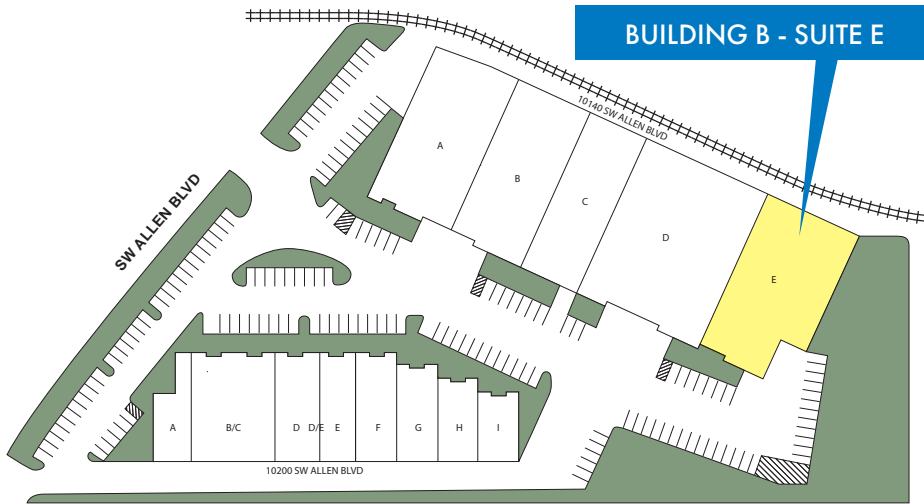 BUILDING B - SUITE E
10140 SW ALLEN BLVD
A
B
C
D
E
SW ALLEN BLVD
A
B/C
D
D/E
E
F
G
H
I
10200 SW ALLEN BLVD